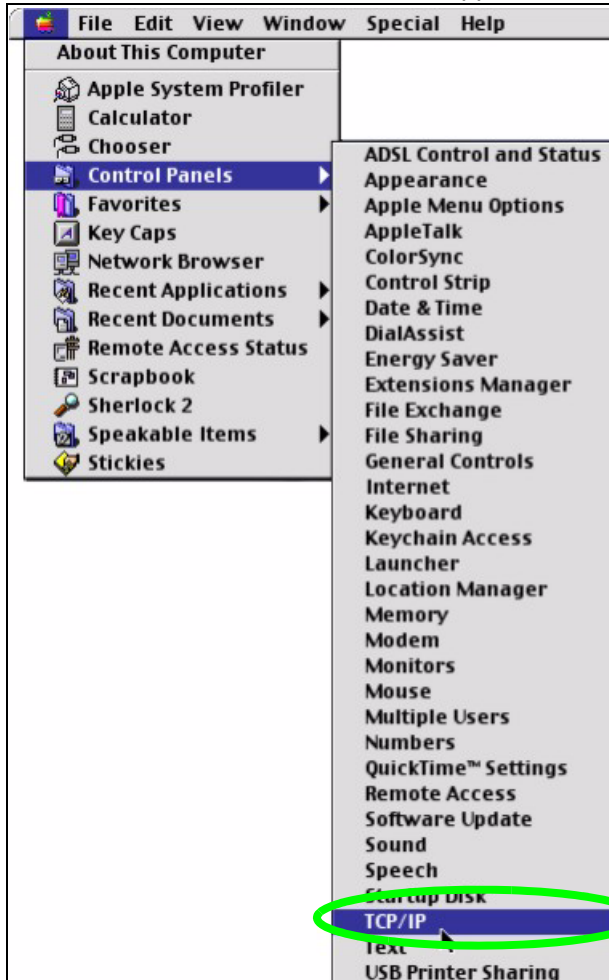 File Edit View Window Special Help
About This Computer
Apple System Profiler
Calculator
Chooser
Control Panels
Favorites
Key Caps
Network Browser
Recent Applications
Recent Documents
Remote Access Status
Scrapbook
Sherlock 2
Speakable Items
Stickies
ADSL Control and Status
Appearance
Apple Menu Options
AppleTalk
ColorSync
Control Strip
Date & Time
DialAssist
Energy Saver
Extensions Manager
File Exchange
File Sharing
General Controls
Internet
Keyboard
Keychain Access
Launcher
Location Manager
Memory
Modem
Monitors
Mouse
Multiple Users
Numbers
QuickTime™ Settings
Remote Access
Software Update
Sound
Speech
Startup Disk
TCP/IP
Text
USB Printer Sharing